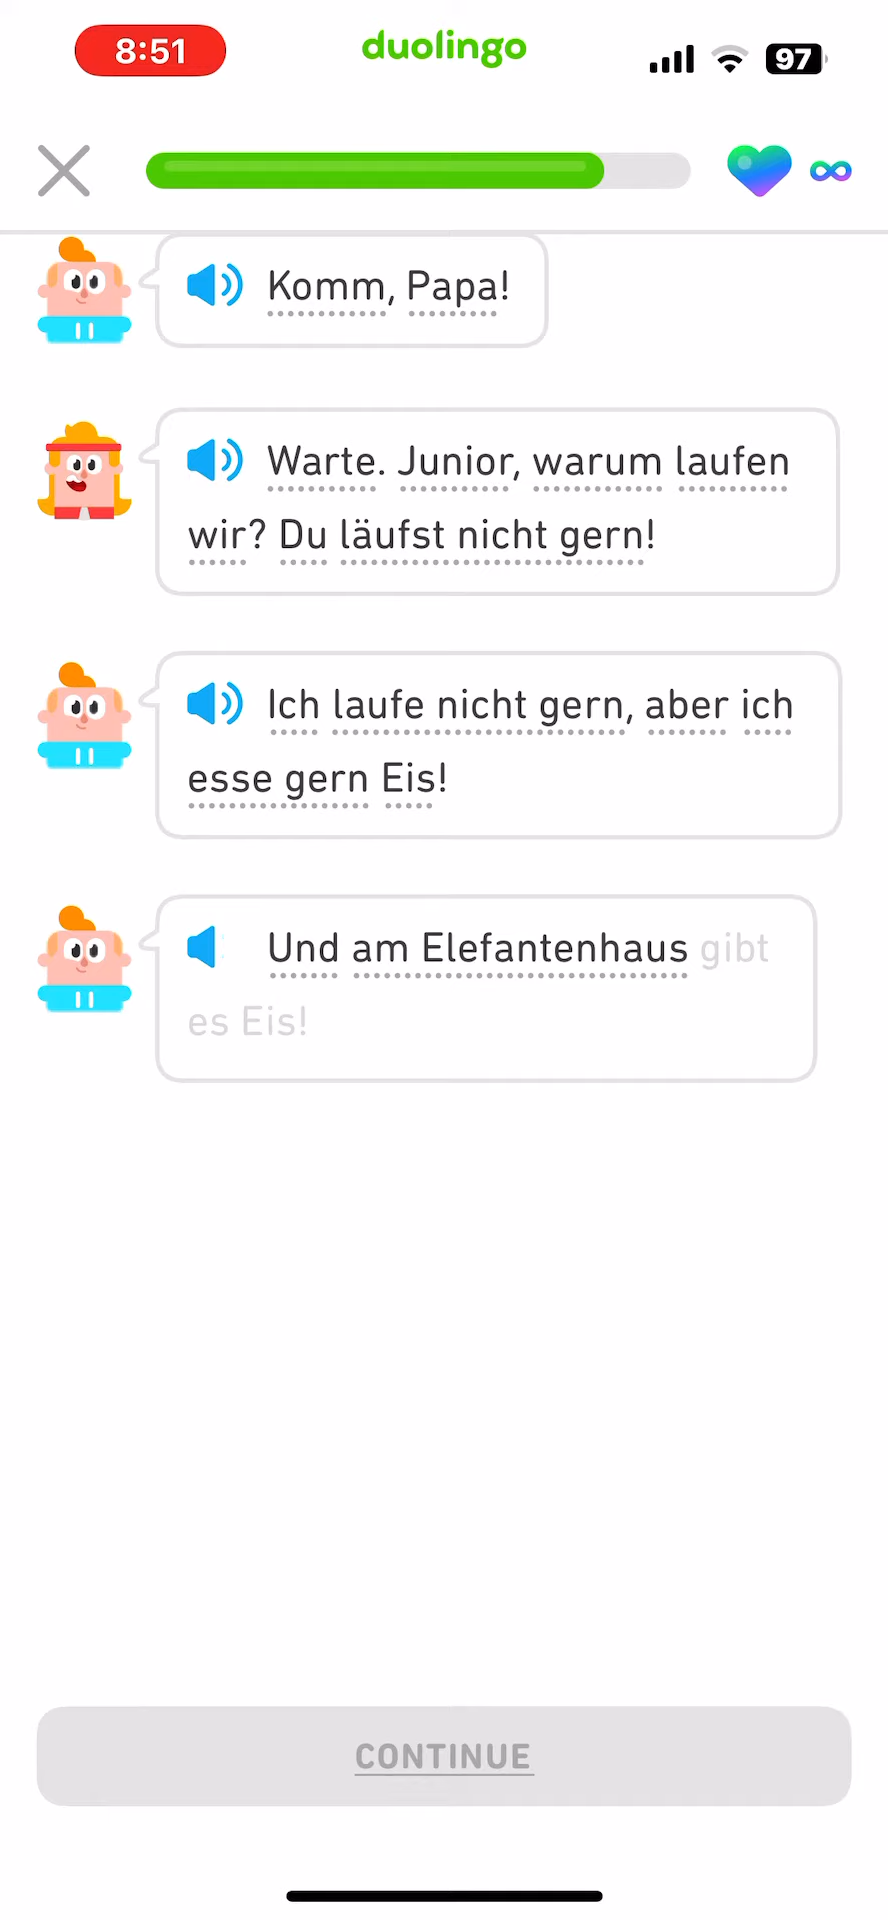 8:51
duolingo
97
Komm, Papa!
Warte. Junior, warum laufen
wir? Du läufst nicht gern!
Ich laufe nicht gern, aber ich
esse gern Eis!
Und am Elefantenhaus gibt
es Eis!
CONTINUE